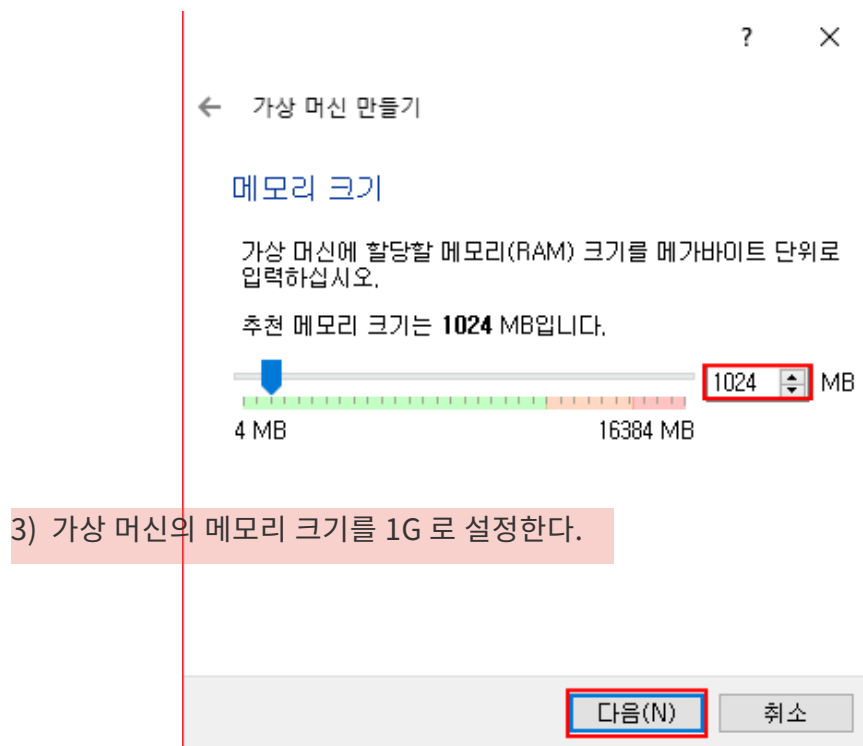 ?
가상 머신 만들기
메모리 크기
가상 머신에 할당할 메모리(RAM) 크기를 메가바이트 단위로
입력하십시오.
추천 메모리 크기는 1024 MB입니다.
1024 MB
4 MB 16384 MB
3) 가상 머신의 메모리 크기를 1G 로 설정한다.
다음(N) 취소